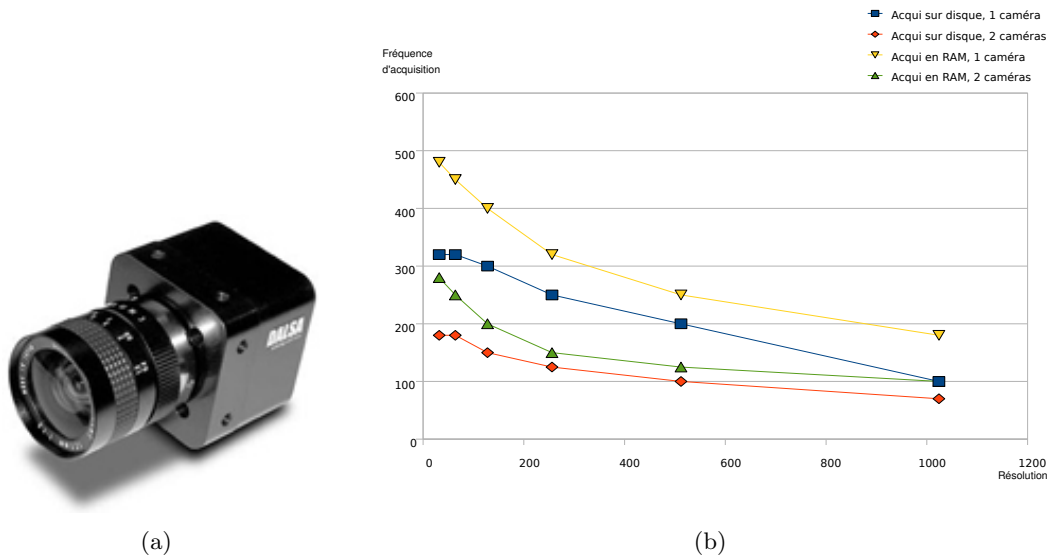 DALSA
Acqui sur disque, 1 caméra
Acqui sur disque, 2 caméras
Acqui en RAM, 1 caméra
Acqui en RAM, 2 caméras
Fréquence
d'acquisition
600
500
400
300
200
100
0
0 200 400 600 800 1000 1200
Résolution
(a) (b)